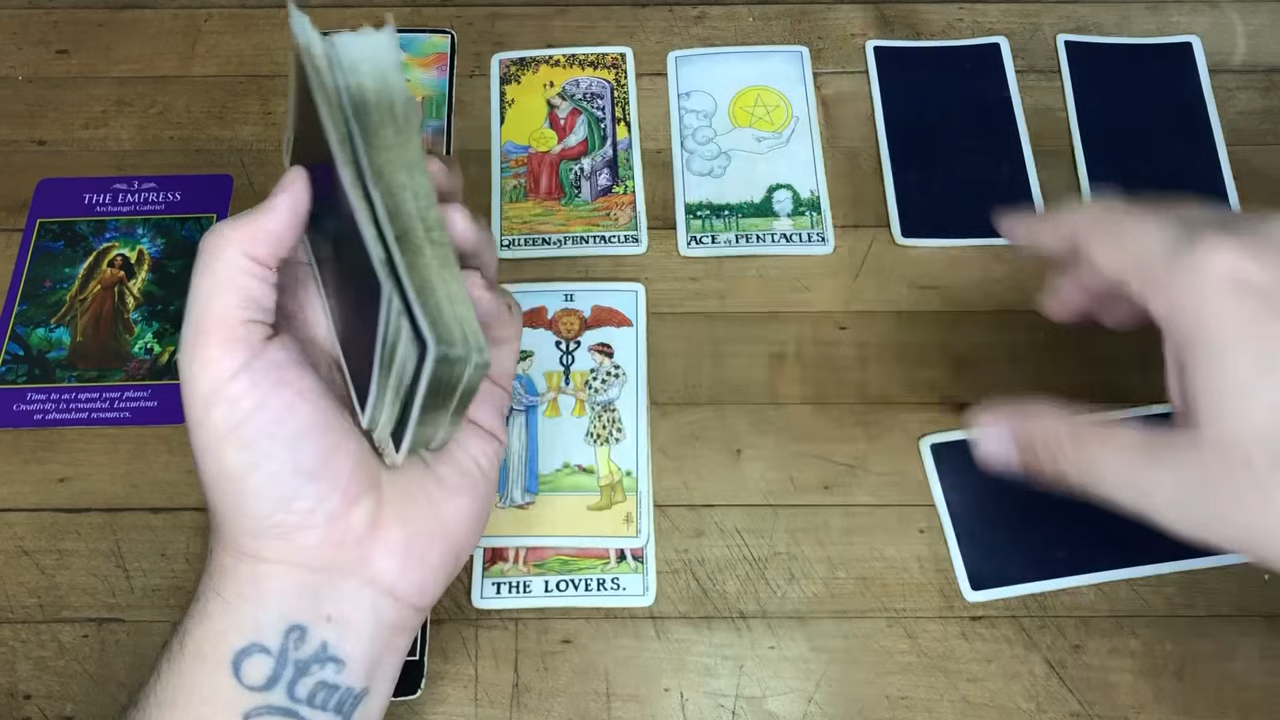 3
THE EMPRESS
Archangel Gabriel
Time to act upon your plans!
Creativity is rewarded. Luxurious
or abundant resources.
QUEEN of PENTACLES
ACE of PENTACLES
II
THE LOVERS.
Stay